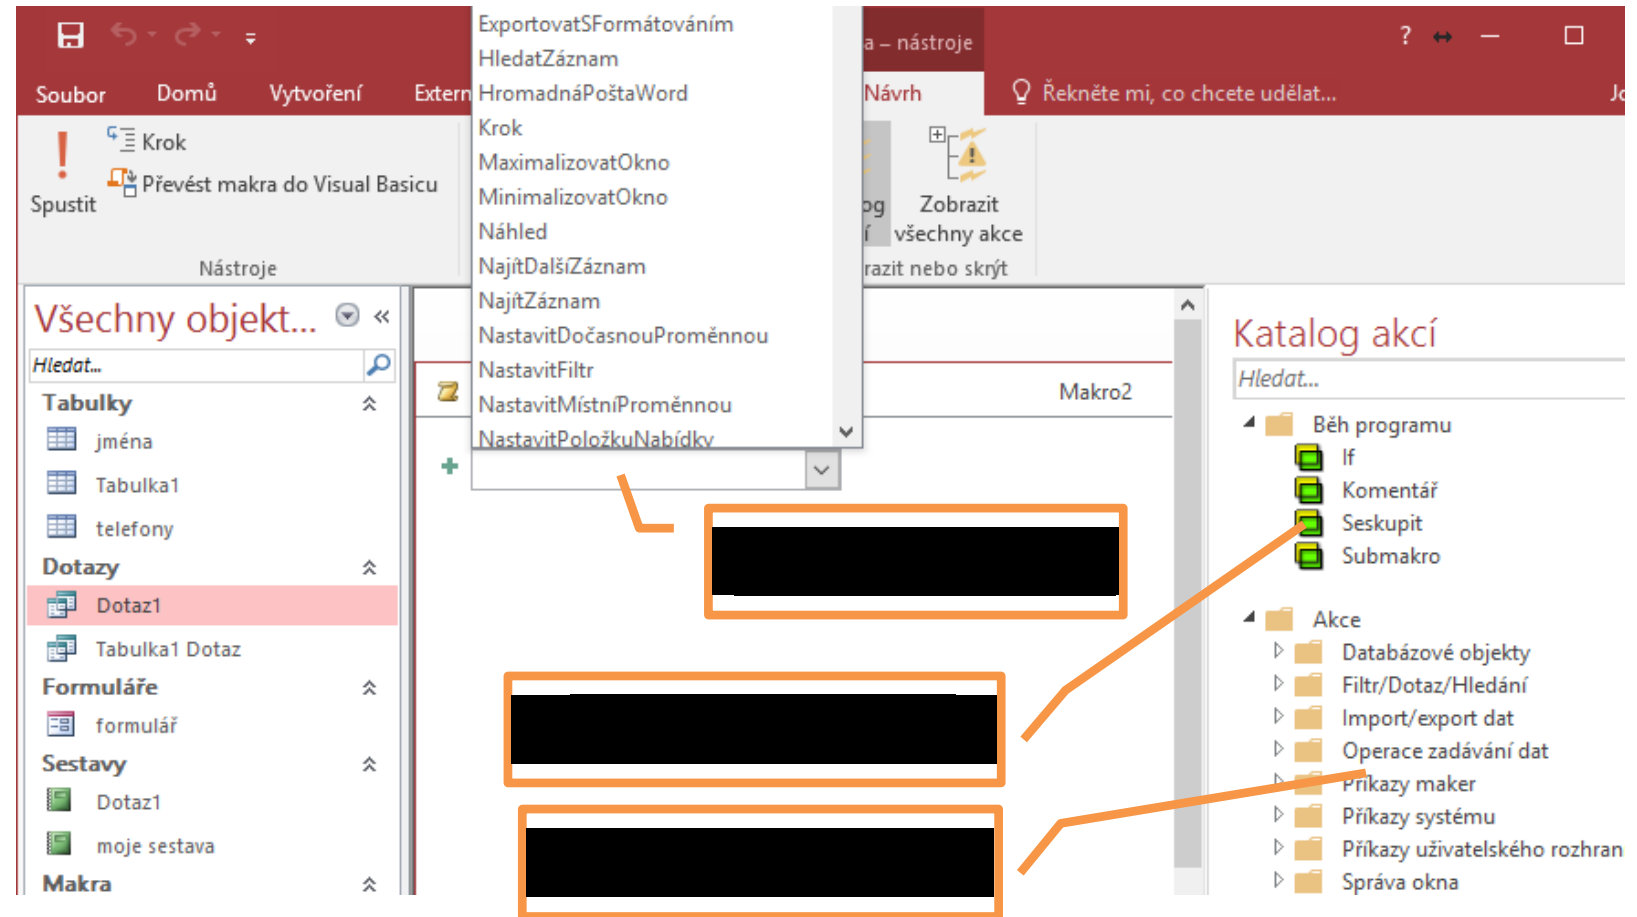 a – nástroje
?
Soubor
Domů
Vytvoření
Extern
Návrh
Řekněte mi, co chcete udělat...
Krok
Převést makra do Visual Basicu
Spustit
Nástroje
ExportovatSFormátováním
HledatZáznam
HromadnáPoštaWord
Krok
MaximalizovatOkno
MinimalizovatOkno
Náhled
NajítDalšíZáznam
NajítZáznam
NastavitDočasnouProměnnou
NastavitFiltr
NastavitMístníProměnnou
NastavitPoložkuNabídky
og
í
Zobrazit
všechny akce
razit nebo skrýt
Všechny objekt...
Hledat...
Tabulky
jména
Tabulka1
telefony
Dotazy
Dotaz1
Tabulka1 Dotaz
Formuláře
formulář
Sestavy
Dotaz1
moje sestava
Makra
Makro2
Katalog akcí
Hledat...
Běh programu
If
Komentář
Seskupit
Submakro
Akce
Databázové objekty
Filtr/Dotaz/Hledání
Import/export dat
Operace zadávání dat
Příkazy maker
Příkazy systému
Příkazy uživatelského rozhran
Správa okna